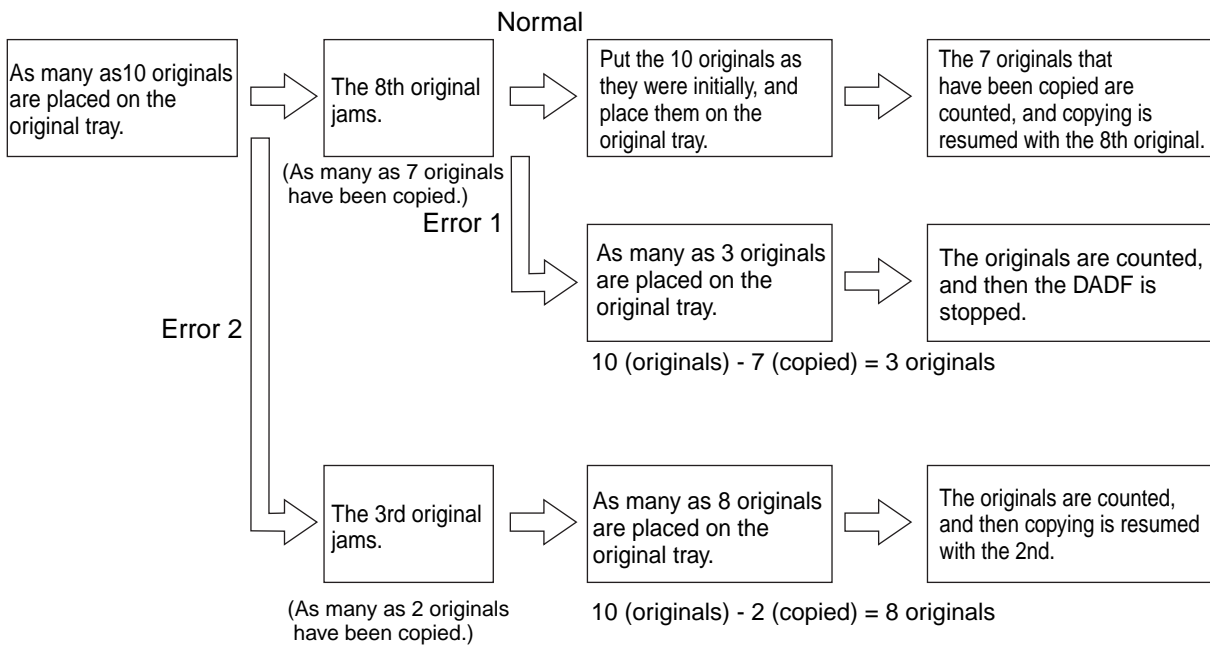 Normal
As many as10 originals
are placed on the
original tray.
The 8th original
jams.
(As many as 7 originals
have been copied.)
Put the 10 originals as
they were initially, and
place them on the
original tray.
The 7 originals that
have been copied are
counted, and copying is
resumed with the 8th original.
Error 1
As many as 3 originals
are placed on the
original tray.
10 (originals) - 7 (copied) = 3 originals
The originals are counted,
and then the DADF is
stopped.
Error 2
The 3rd original
jams.
(As many as 2 originals
have been copied.)
As many as 8 originals
are placed on the
original tray.
10 (originals) - 2 (copied) = 8 originals
The originals are counted,
and then copying is resumed
with the 2nd.